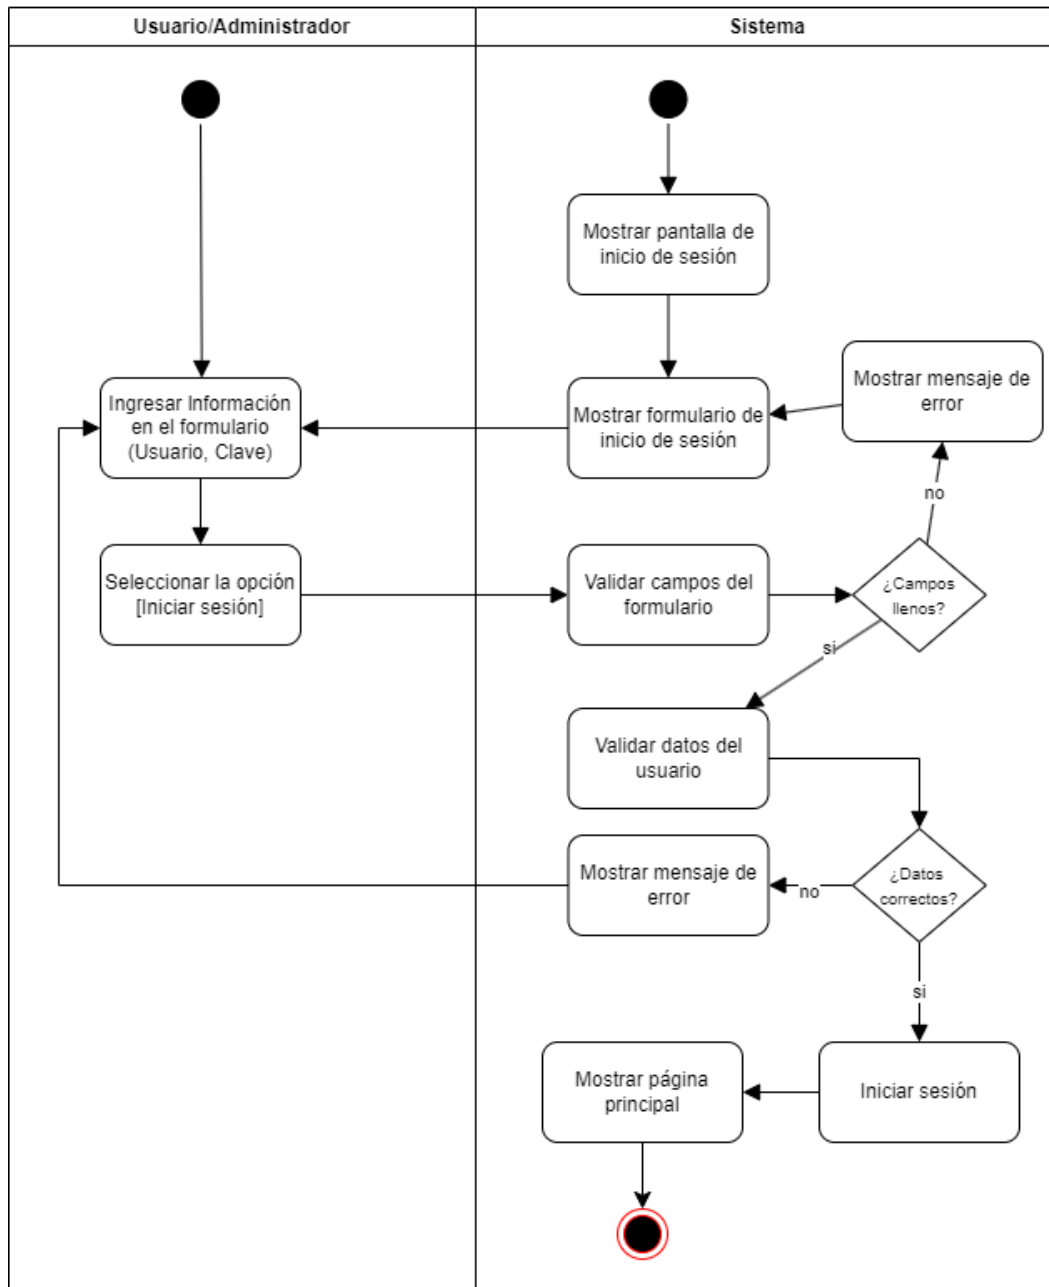 Usuario/Administrador
Sistema
Mostrar pantalla de
inicio de sesión
Mostrar mensaje de
error
Ingresar Información
en el formulario
(Usuario, Clave)
Mostrar formulario de
inicio de sesión
no
Seleccionar la opción
[Iniciar sesión]
Validar campos del
formulario
¿Campos
llenos?
si
Validar datos del
usuario
Mostrar mensaje de
error
no
¿Datos
correctos?
si
Mostrar página
principal
Iniciar sesión